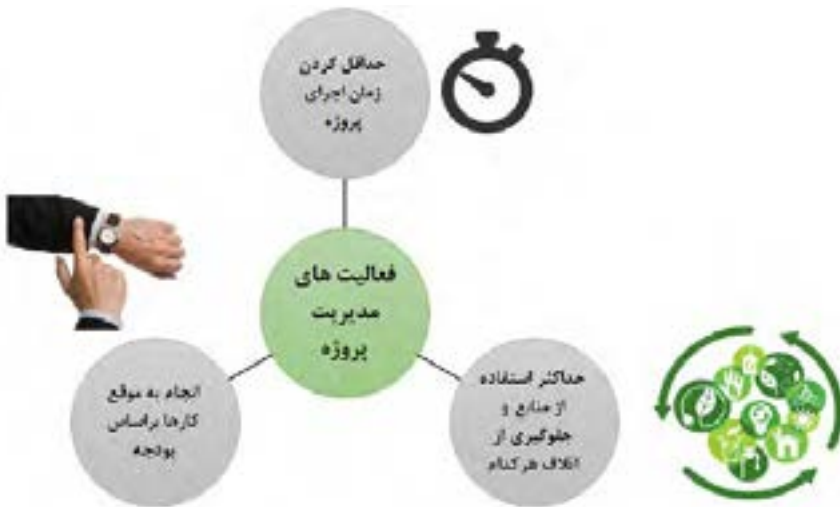 حداقل کردن
زمان اجرای
پروژه
فعالیت های
مدیریت
پروژه
انجام به موقع
کارها براساس
بودجه
حداکثر استفاده
از منابع و
جلوگیری از
اتلاف هرکدام